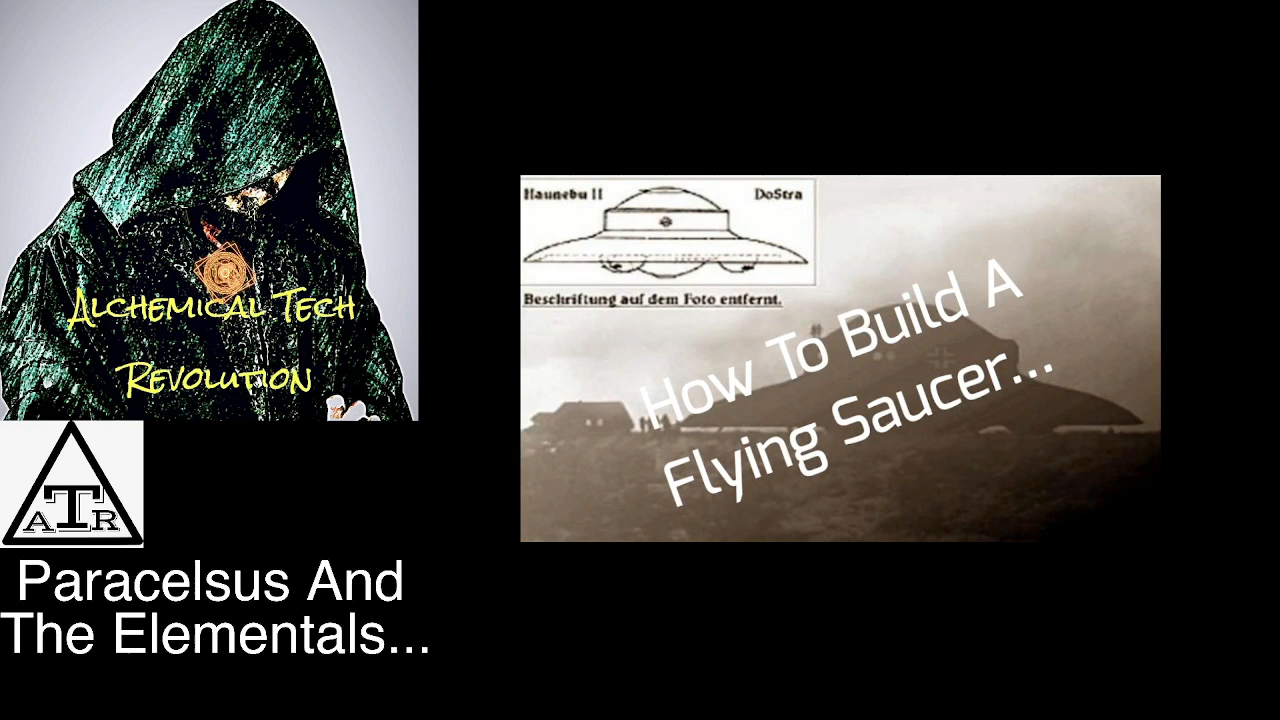 Alchemical Tech
Revolution
ATR
Paracelsus And
The Elementals...
Haunebu II DoStra
Beschriftung auf dem Foto entfernt.
How To Build A
Flying Saucer...